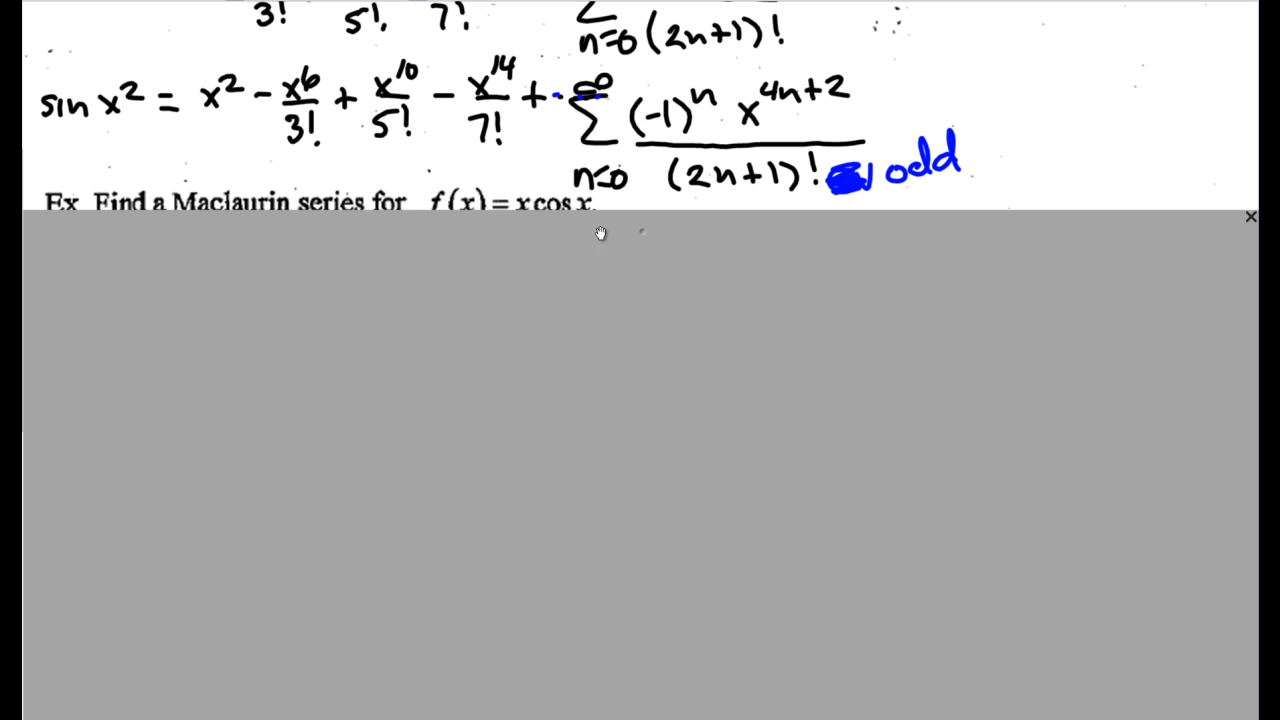 3! 5! 7! ∑ n=0 (2n+1)!
sin x² = x² - x⁶/3! + x¹⁰/5! - x¹⁴/7! + ∑ n=0 ∞ (-1)ⁿ x⁴ⁿ⁺² / (2n+1)! odd
Ex. Find a Maclaurin series for f(x) = x cos x.